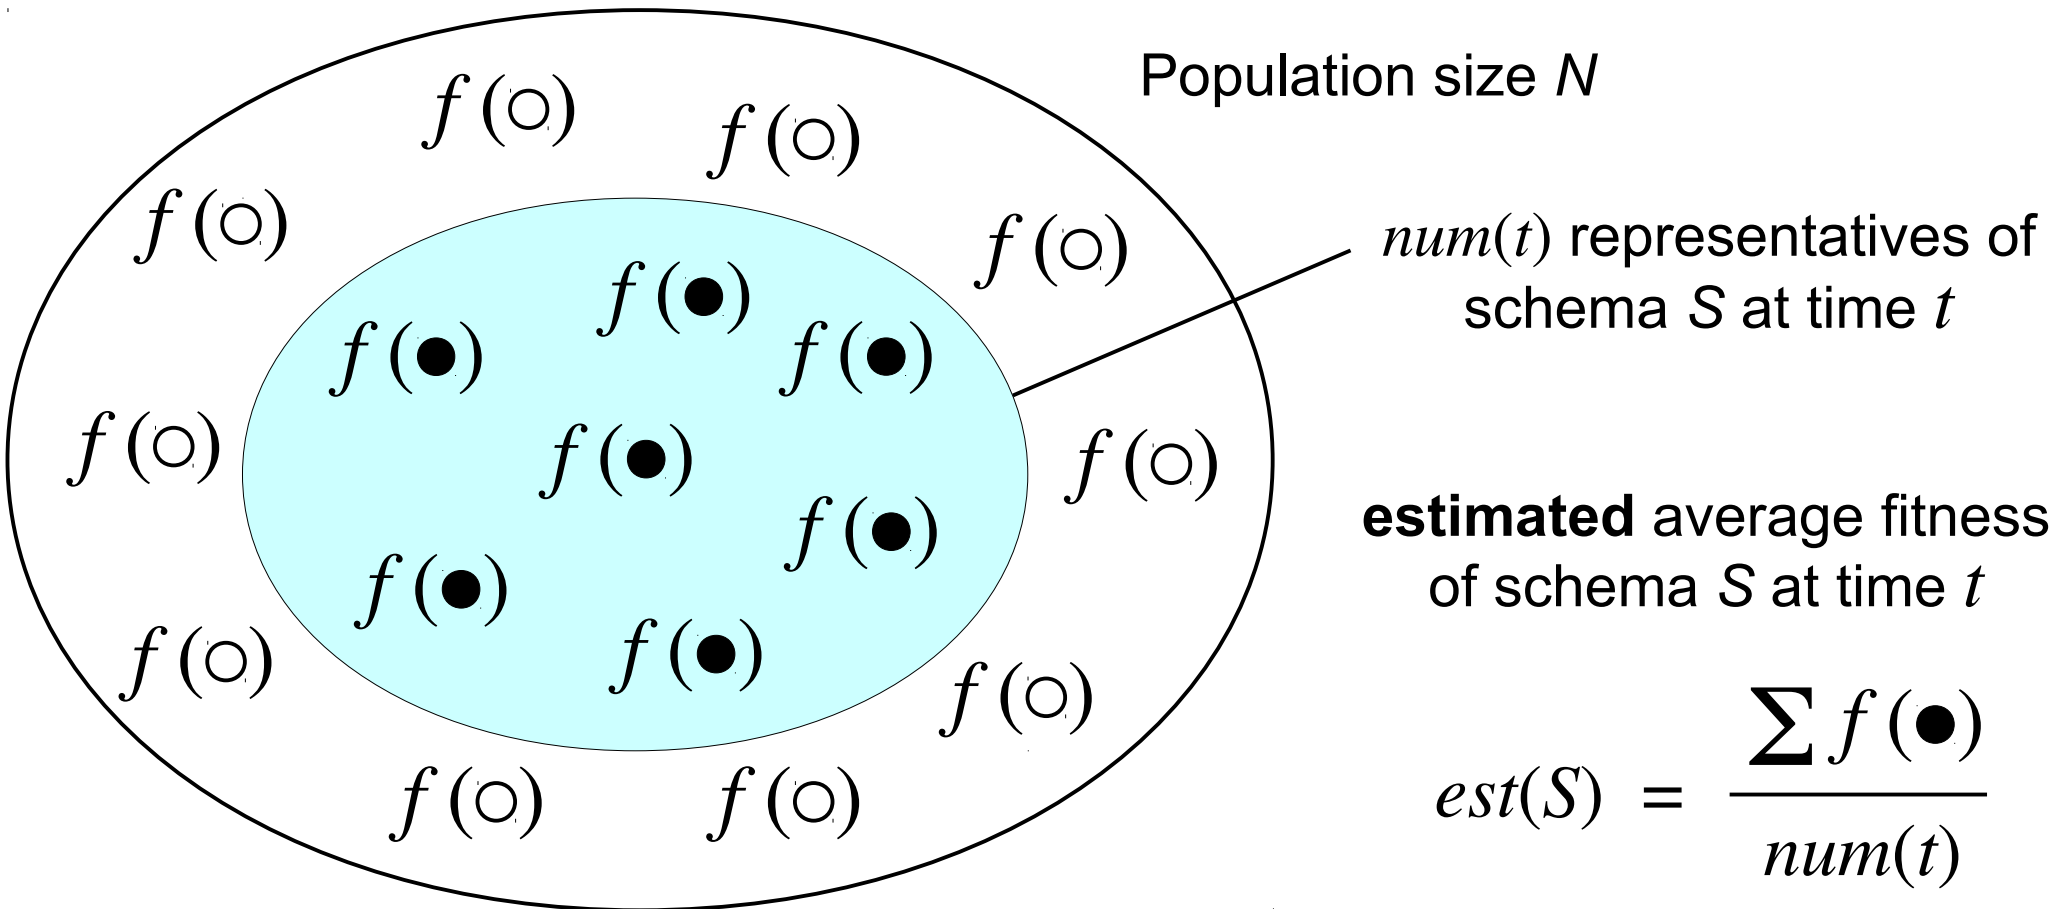 Population size N
f(○)
f(○)
f(○)
f(○)
num(t) representatives of
schema S at time t
f(●)
f(●)
f(●)
f(○)
f(●)
f(○)
estimated average fitness
of schema S at time t
f(●)
f(●)
f(●)
f(○)
f(○)
f(○)
f(○)
est(S) = ∑ f(●)
num(t)